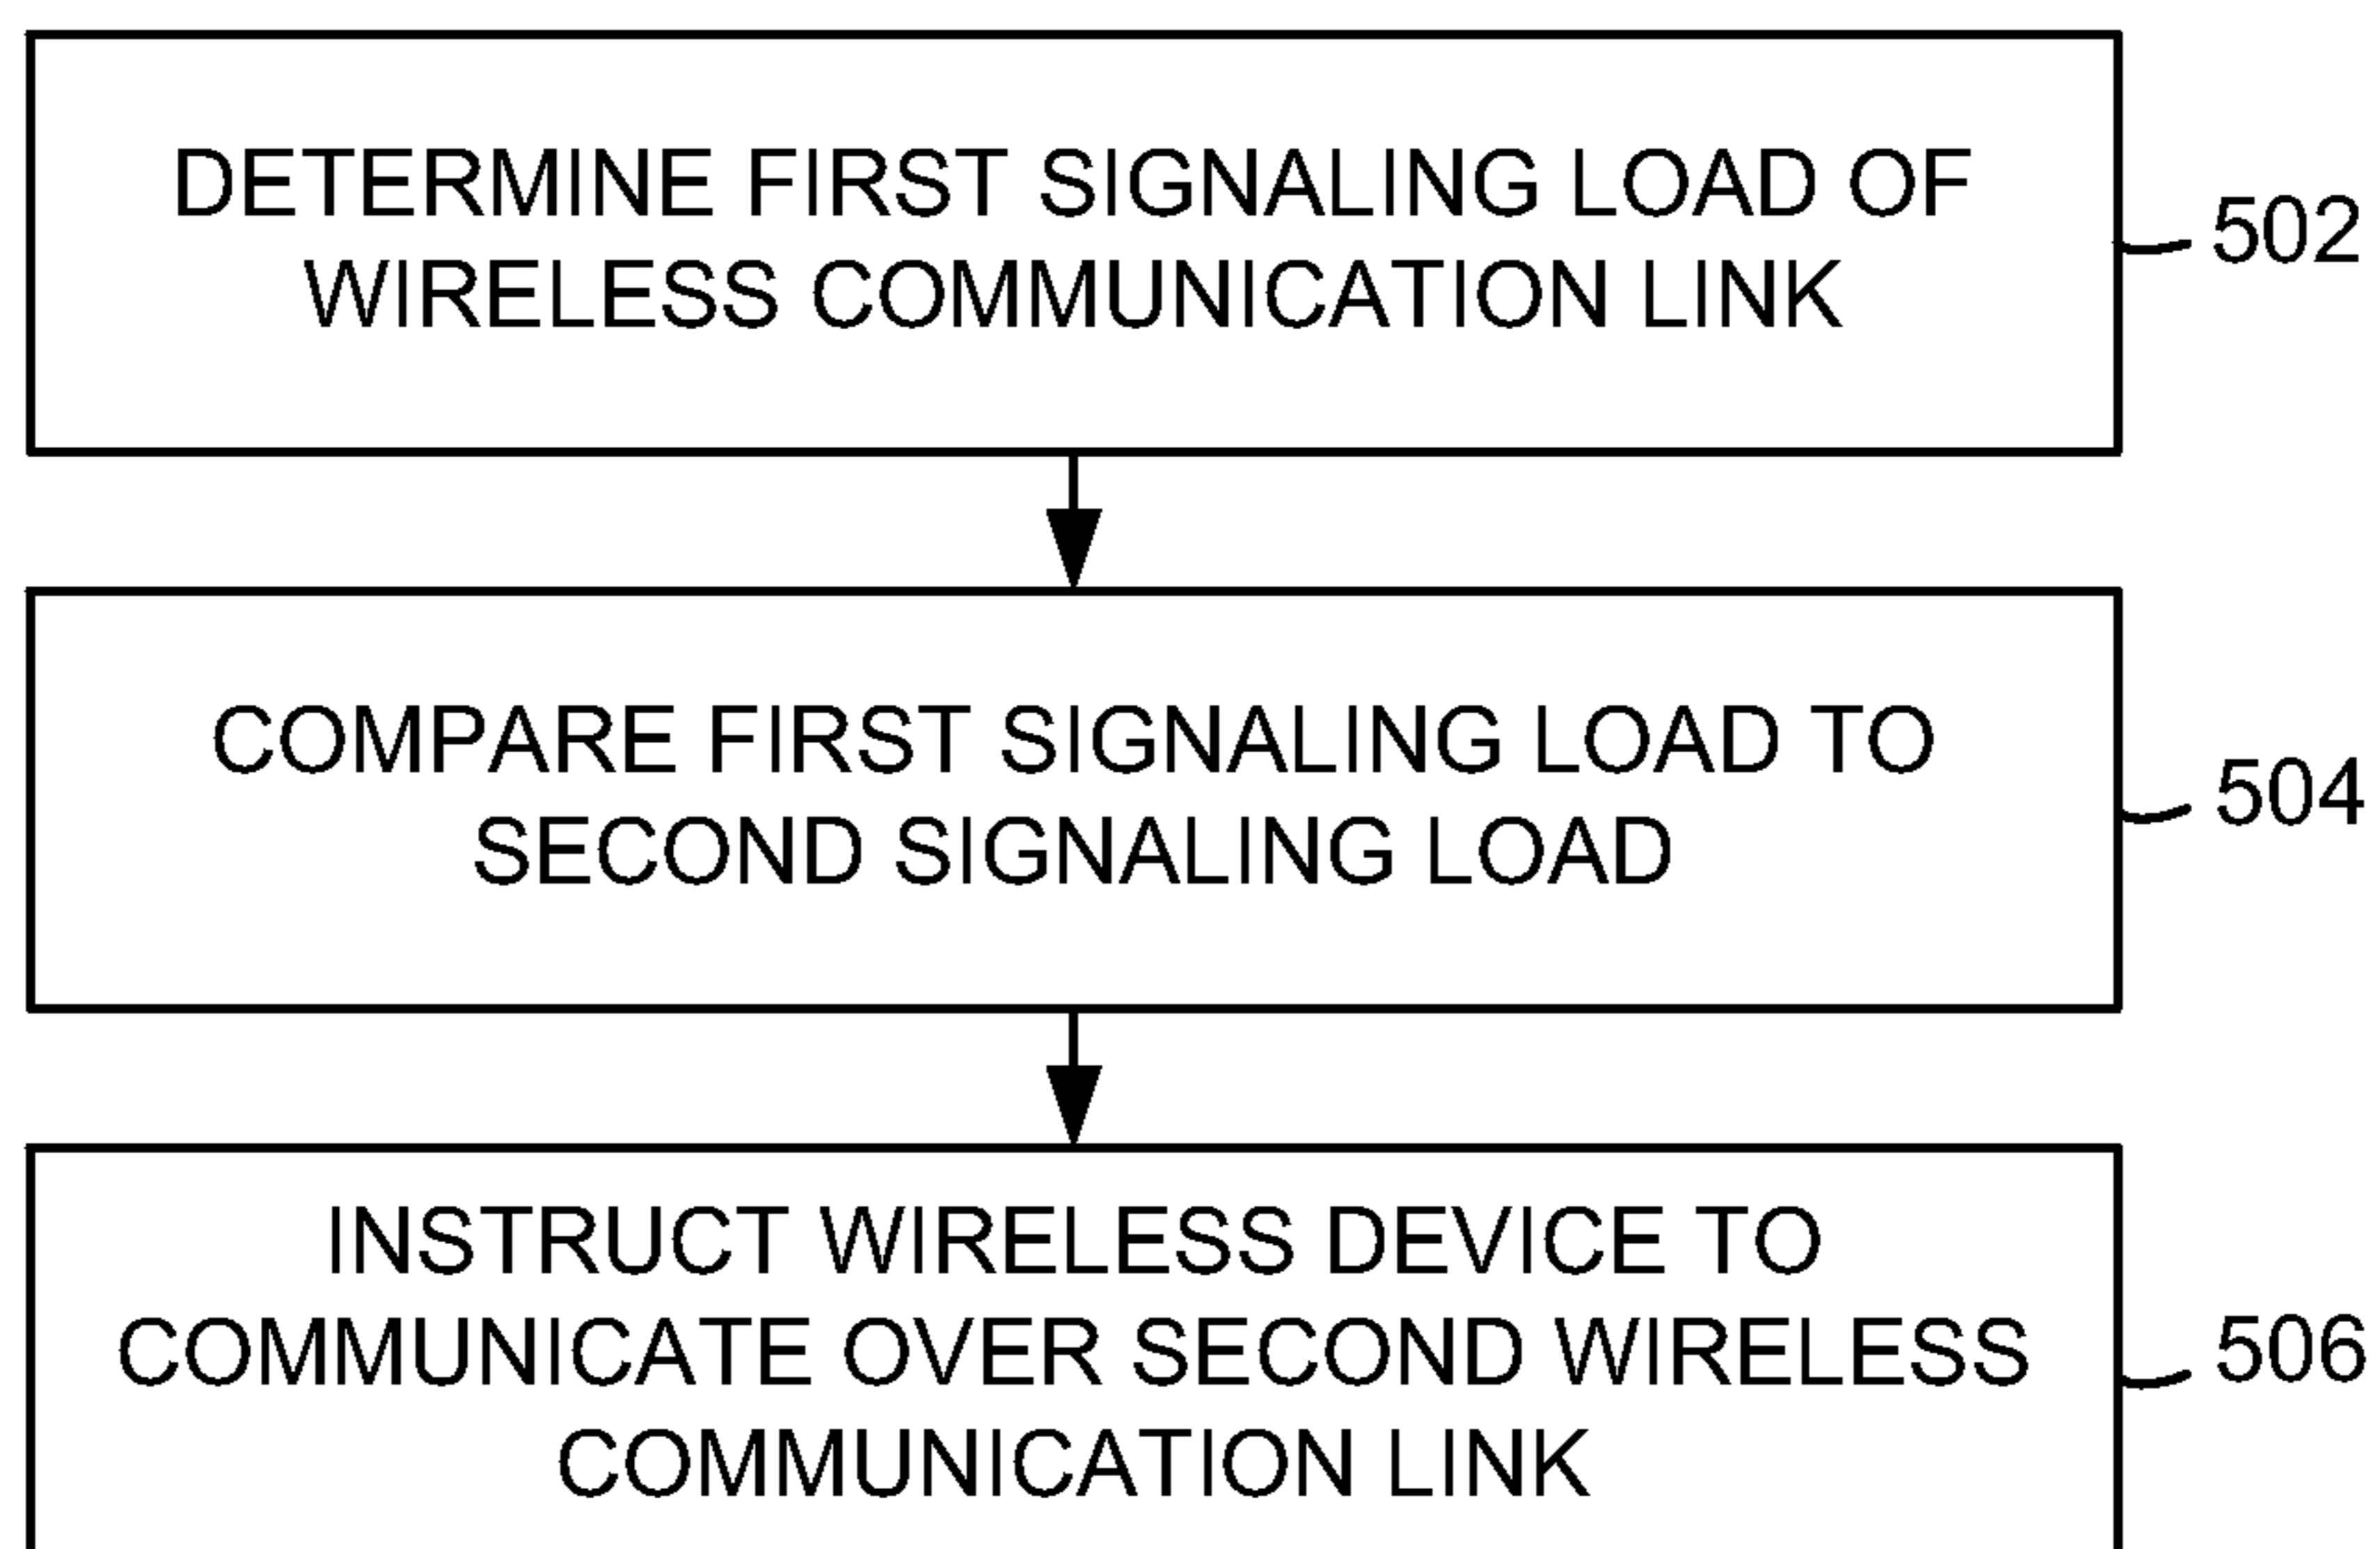 DETERMINE FIRST SIGNALING LOAD OF
WIRELESS COMMUNICATION LINK
502
COMPARE FIRST SIGNALING LOAD TO
SECOND SIGNALING LOAD
504
INSTRUCT WIRELESS DEVICE TO
COMMUNICATE OVER SECOND WIRELESS
COMMUNICATION LINK
506